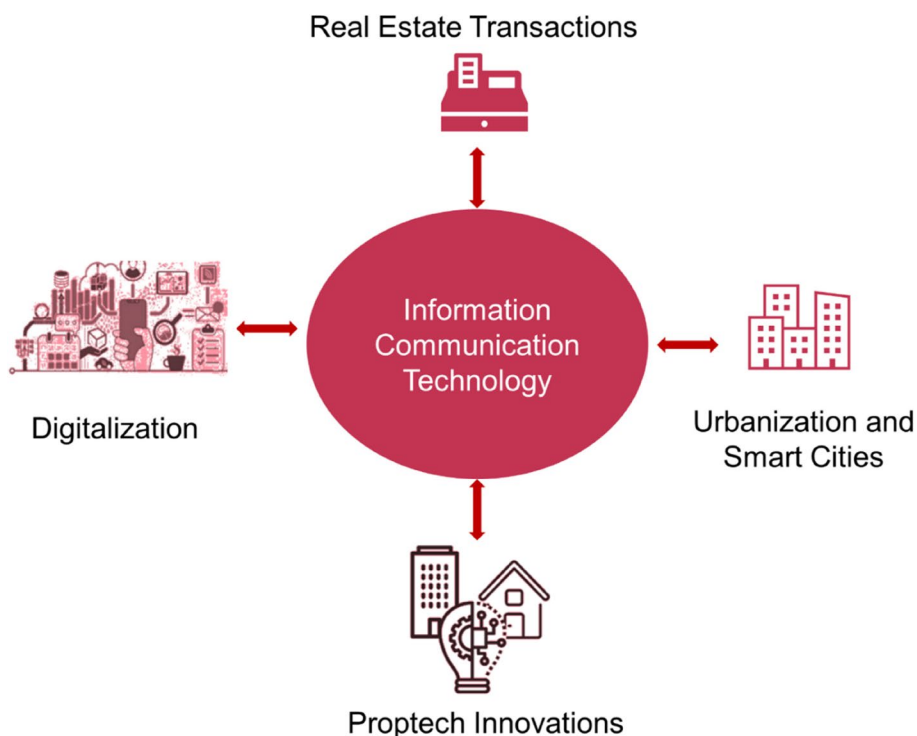 Real Estate Transactions
Information
Communication
Technology
Digitalization
Urbanization and
Smart Cities
Proptech Innovations